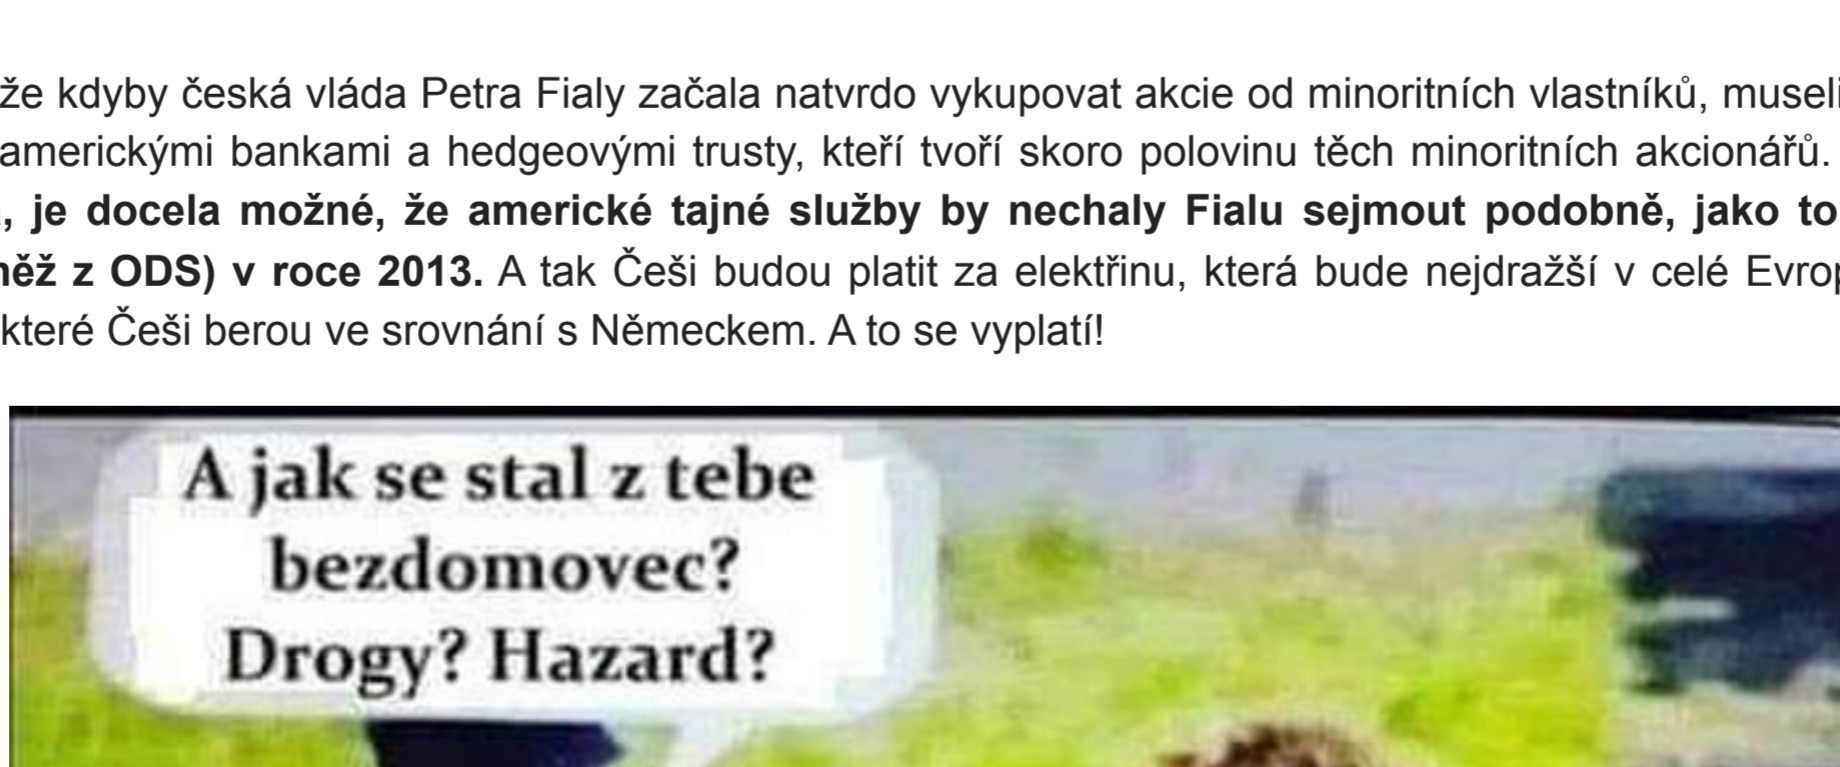 že kdyby česká vláda Petra Fialy začala natvrdo vykupovat akcie od minoritních vlastníků, museli
americkými bankami a hedgeovými trusty, kteří tvoří skoro polovinu těch minoritních akcionářů.
, je docela možné, že americké tajné služby by nechaly Fialu sejmout podobně, jako to
něž z ODS) v roce 2013. A tak Češi budou platit za elektřinu, která bude nejdražší v celé Evrop
které Češi berou ve srovnání s Německem. A to se vyplatí!
A jak se stal z tebe
bezdomovec?
Drogy? Hazard?